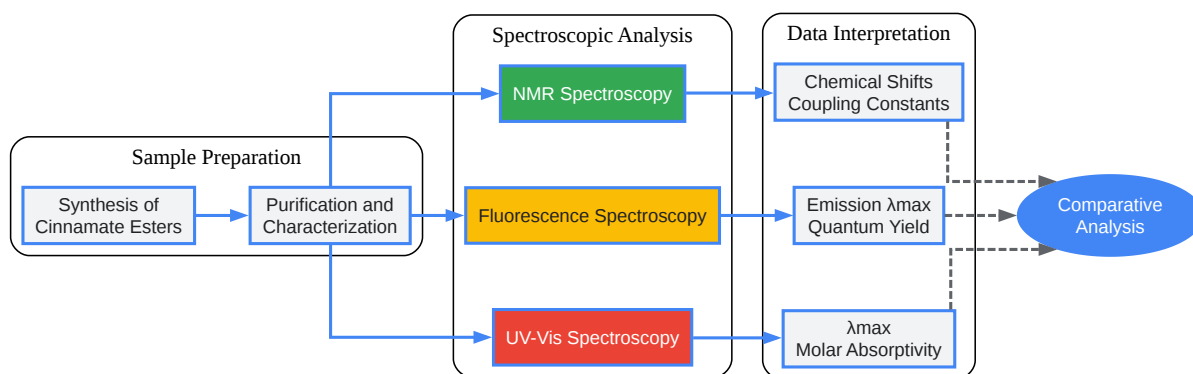 Sample Preparation
Synthesis of
Cinnamate Esters
Purification and
Characterization
Spectroscopic Analysis
NMR Spectroscopy
Fluorescence Spectroscopy
UV-Vis Spectroscopy
Data Interpretation
Chemical Shifts
Coupling Constants
Emission λmax
Quantum Yield
λmax
Molar Absorptivity
Comparative
Analysis